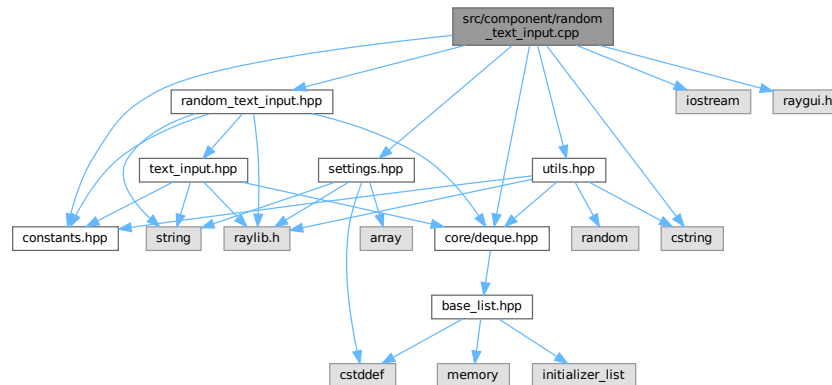 src/component/random
_text_input.cpp
random_text_input.hpp
iostream
raygui.h
text_input.hpp
settings.hpp
utils.hpp
constants.hpp
string
raylib.h
array
core/deque.hpp
random
cstring
base_list.hpp
cstddef
memory
initializer_list